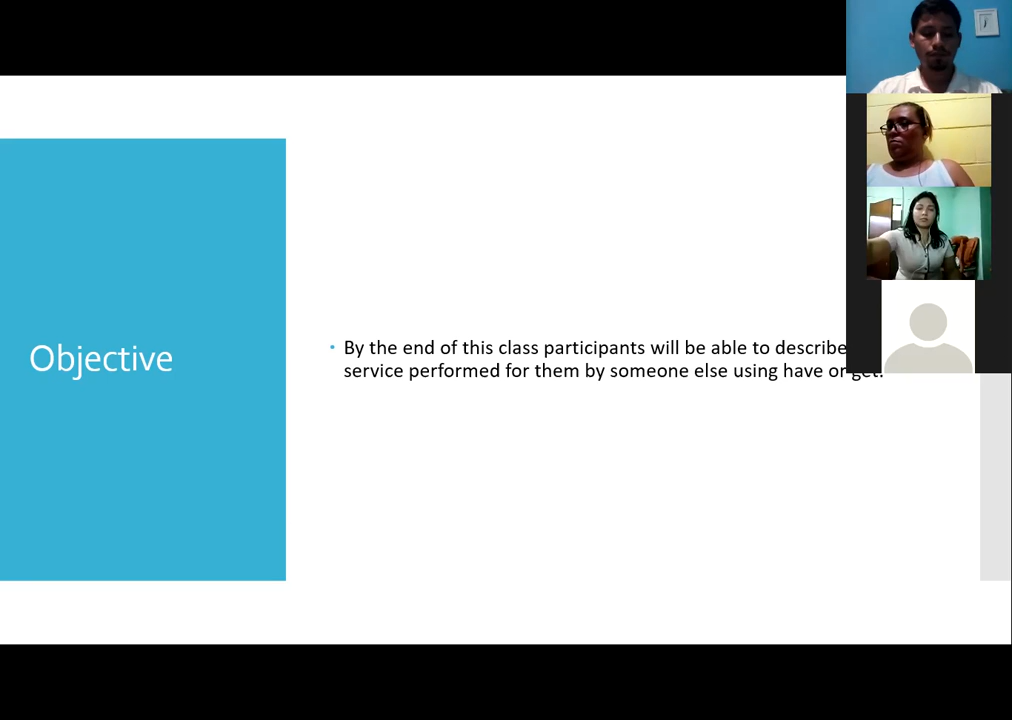 Objective
By the end of this class participants will be able to describe
service performed for them by someone else using have or get.